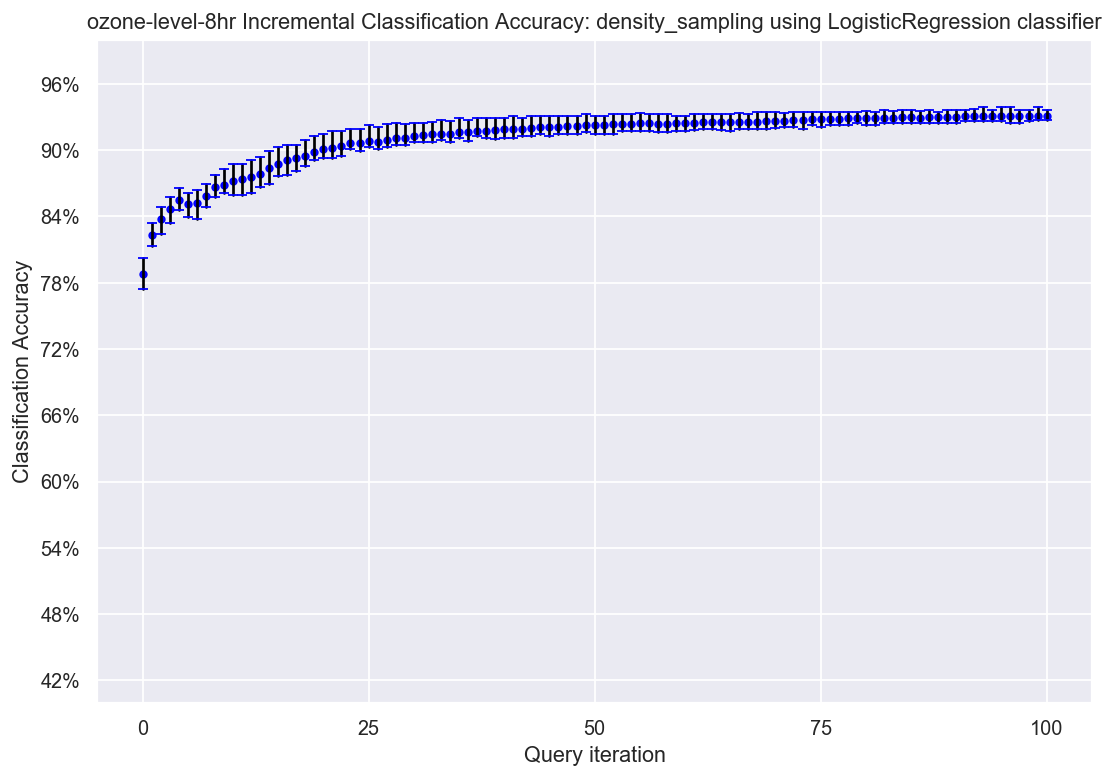 ozone-level-8hr Incremental Classification Accuracy: density_sampling using LogisticRegression classifier
96%
90%
84%
78%
72%
66%
60%
54%
48%
42%
Classification Accuracy
0 25 50 75 100
Query iteration